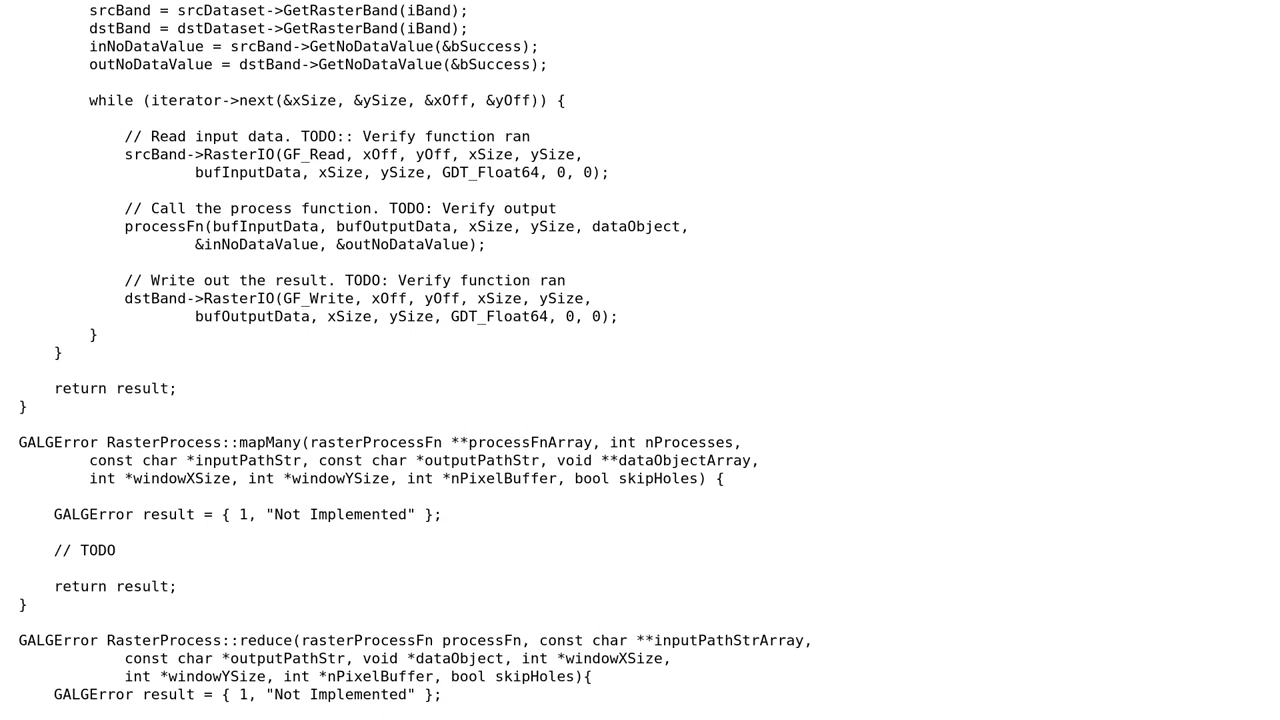 srcBand = srcDataset->GetRasterBand(iBand);
dstBand = dstDataset->GetRasterBand(iBand);
inNoDataValue = srcBand->GetNoDataValue(&bSuccess);
outNoDataValue = dstBand->GetNoDataValue(&bSuccess);
while (iterator->next(&xSize, &ySize, &xOff, &yOff)) {
// Read input data. TODO:: Verify function ran
srcBand->RasterIO(GF_Read, xOff, yOff, xSize, ySize,
bufInputData, xSize, ySize, GDT_Float64, 0, 0);
// Call the process function. TODO: Verify output
processFn(bufInputData, bufOutputData, xSize, ySize, dataObject,
&inNoDataValue, &outNoDataValue);
// Write out the result. TODO: Verify function ran
dstBand->RasterIO(GF_Write, xOff, yOff, xSize, ySize,
bufOutputData, xSize, ySize, GDT_Float64, 0, 0);
}
}
return result;
}
GALGError RasterProcess::mapMany(rasterProcessFn **processFnArray, int nProcesses,
const char *inputPathStr, const char *outputPathStr, void **dataObjectArray,
int *windowXSize, int *windowYSize, int *nPixelBuffer, bool skipHoles) {
GALGError result = { 1, "Not Implemented" };
// TODO
return result;
}
GALGError RasterProcess::reduce(rasterProcessFn processFn, const char **inputPathStrArray,
const char *outputPathStr, void *dataObject, int *windowXSize,
int *windowYSize, int *nPixelBuffer, bool skipHoles){
GALGError result = { 1, "Not Implemented" };